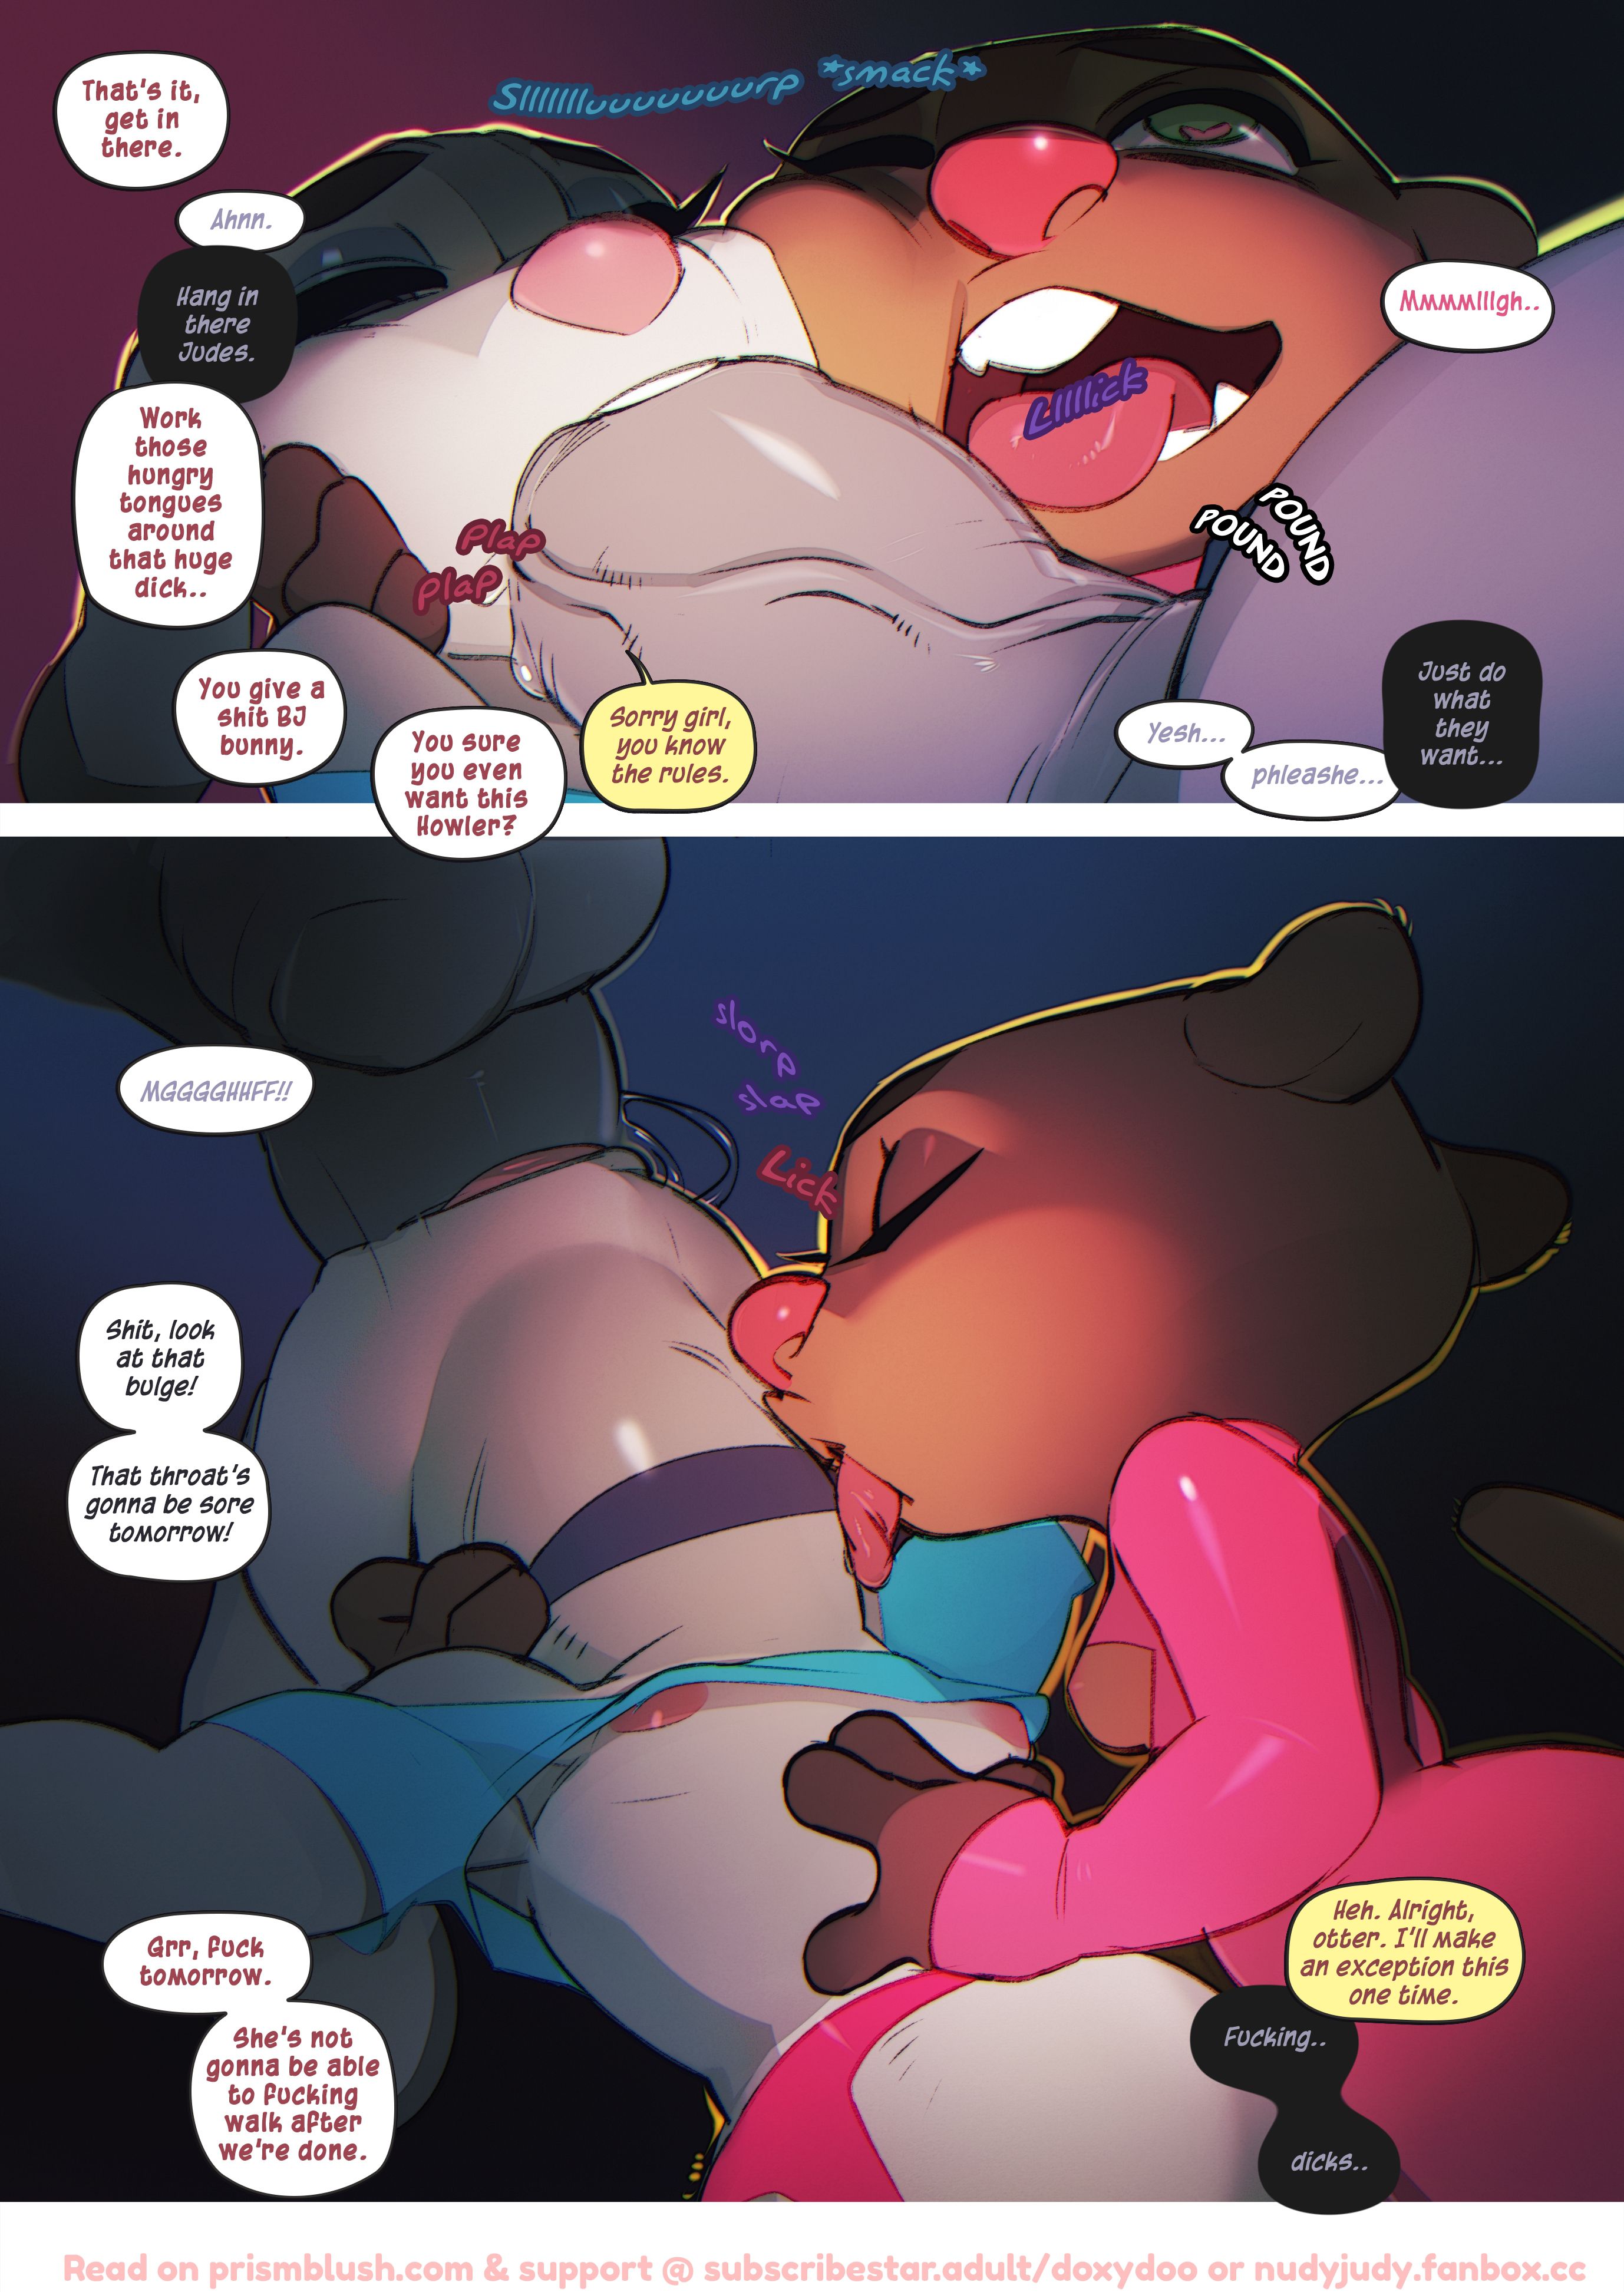 Sllllllluuuuuuuurp *smack*
That's it,
get in
there.
Ahnn.
Hang in
there
Judes.
Mmmmlllgh..
Work
those
hungry
tongues
around
that huge
dick..
Lllllick
POUND
POUND
Plap
Plap
You give a
shit BJ
bunny.
You sure
you even
want this
Howler?
Sorry girl,
you know
the rules.
Yesh...
phleashe...
Just do
what
they
want...
slorp
slap
Lick
MGGGGHHFF!!
Shit, look
at that
bulge!
That throat's
gonna be sore
tomorrow!
Grr, fuck
tomorrow.
She's not
gonna be able
to fucking
walk after
we're done.
Heh. Alright,
otter. I'll make
an exception this
one time.
Fucking..
dicks..
Read on prismblush.com & support @ subscribestar.adult/doxydoo or nudyjudy.fanbox.cc